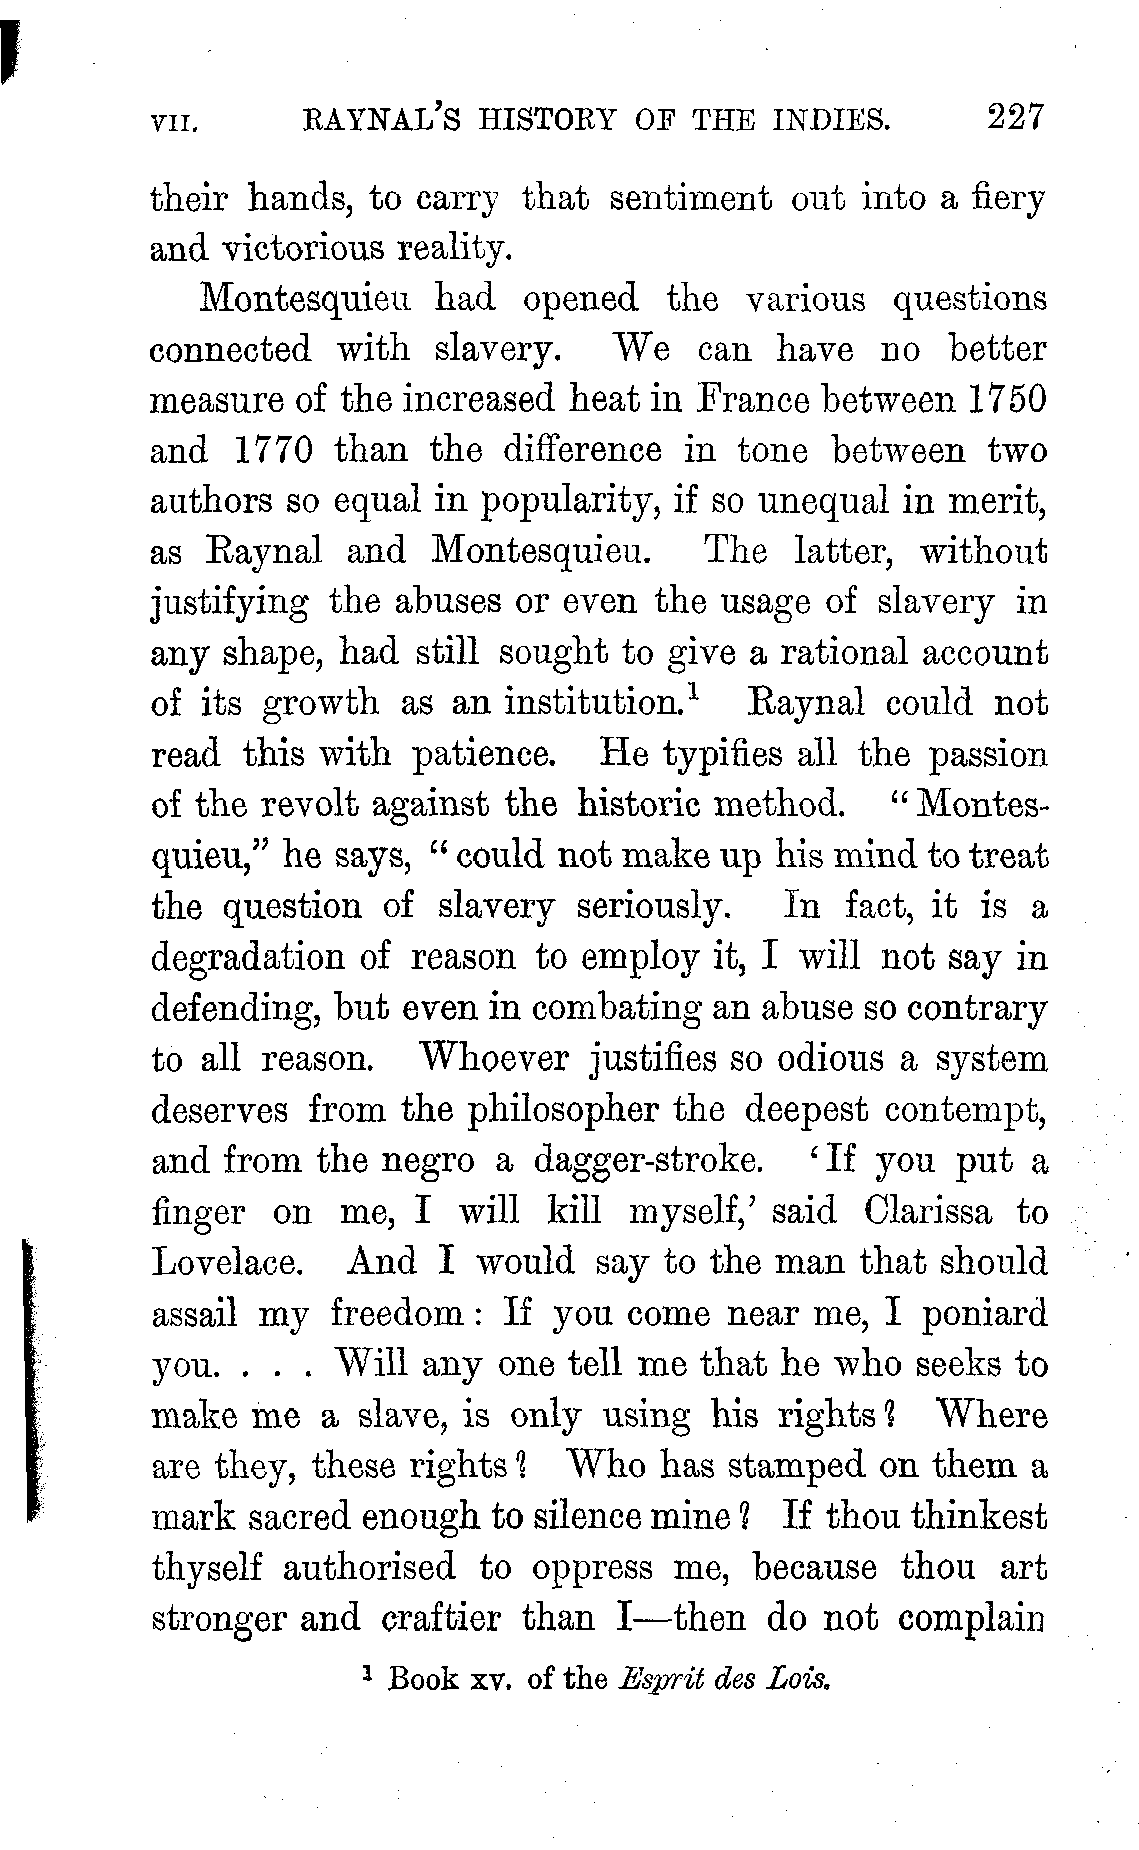 VII. RAYNAL'S HISTORY OF THE INDIES. 227
their hands, to carry that sentiment out into a fiery
and victorious reality.
Montesquieu had opened the various questions
connected with slavery. We can have no better
measure of the increased heat in France between 1750
and 1770 than the difference in tone between two
authors so equal in popularity, if so unequal in merit,
as Raynal and Montesquieu. The latter, without
justifying the abuses or even the usage of slavery in
any shape, had still sought to give a rational account
of its growth as an institution.¹ Raynal could not
read this with patience. He typifies all the passion
of the revolt against the historic method. "Montes-
quieu," he says, "could not make up his mind to treat
the question of slavery seriously. In fact, it is a
degradation of reason to employ it, I will not say in
defending, but even in combating an abuse so contrary
to all reason. Whoever justifies so odious a system
deserves from the philosopher the deepest contempt,
and from the negro a dagger-stroke. 'If you put a
finger on me, I will kill myself,' said Clarissa to
Lovelace. And I would say to the man that should
assail my freedom: If you come near me, I poniard
you. . . . Will any one tell me that he who seeks to
make me a slave, is only using his rights? Where
are they, these rights? Who has stamped on them a
mark sacred enough to silence mine? If thou thinkest
thyself authorised to oppress me, because thou art
stronger and craftier than I—then do not complain
¹ Book xv. of the Esprit des Lois.